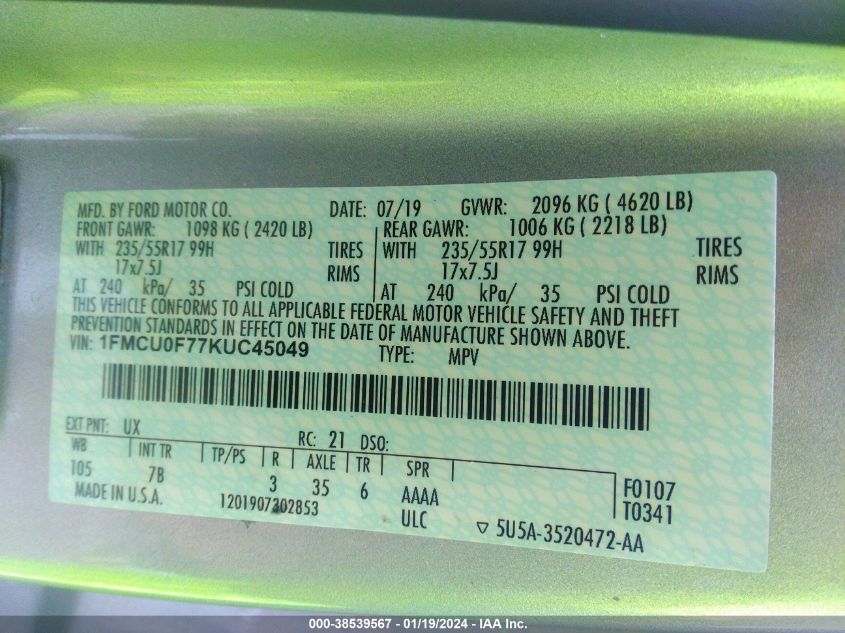 MFD. BY FORD MOTOR CO. DATE: 07/19 GVWR: 2096 KG ( 4620 LB)
FRONT GAWR: 1098 KG ( 2420 LB) REAR GAWR: 1006 KG ( 2218 LB)
WITH 235/55R17 99H TIRES WITH 235/55R17 99H TIRES
17x7.5J RIMS 17x7.5J RIMS
AT 240 kPa/ 35 PSI COLD AT 240 kPa/ 35 PSI COLD
THIS VEHICLE CONFORMS TO ALL APPLICABLE FEDERAL MOTOR VEHICLE SAFETY AND THEFT
PREVENTION STANDARDS IN EFFECT ON THE DATE OF MANUFACTURE SHOWN ABOVE.
VIN: 1FMCU0F77KUC45049 TYPE: MPV
EXT PNT: UX RC: 21 DSO:
WB INT TR TP/PS R AXLE TR SPR
105 7B 3 35 6 AAAA F0107
MADE IN U.S.A. 1201907302853 ULC T0341
▽ 5U5A-3520472-AA
000-38539567 - 01/19/2024 - IAA Inc.